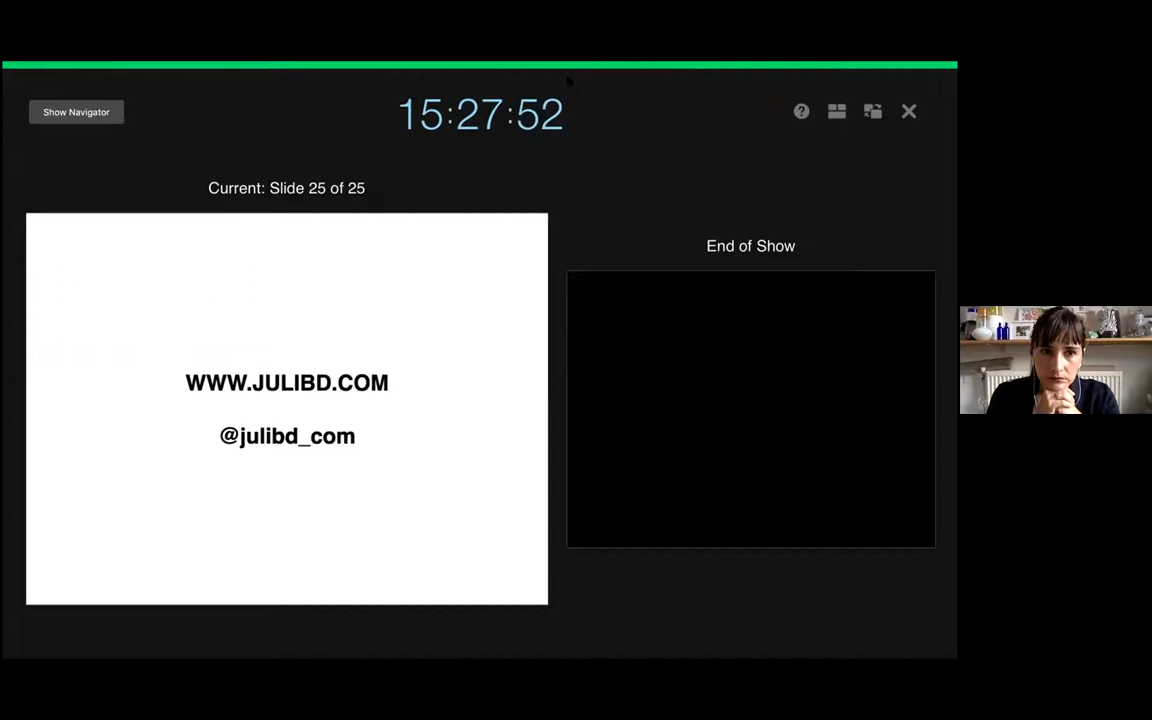 Show Navigator
15:27:52
?
Current: Slide 25 of 25
End of Show
WWW.JULIBD.COM
@julibd_com